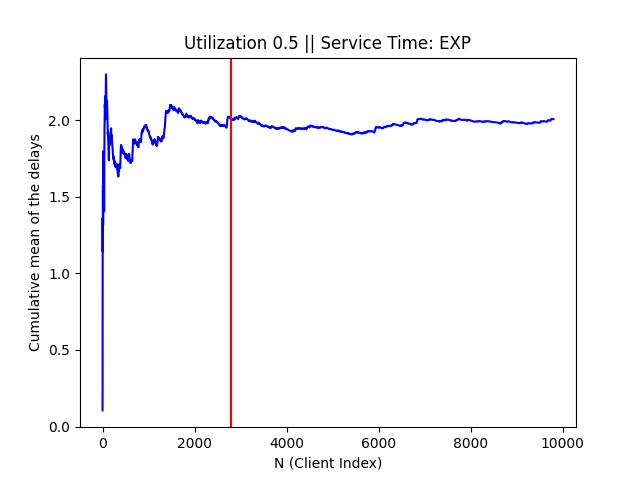 Utilization 0.5 || Service Time: EXP
Cumulative mean of the delays
2.0
1.5
1.0
0.5
0.0
0 2000 4000 6000 8000 10000
N (Client Index)